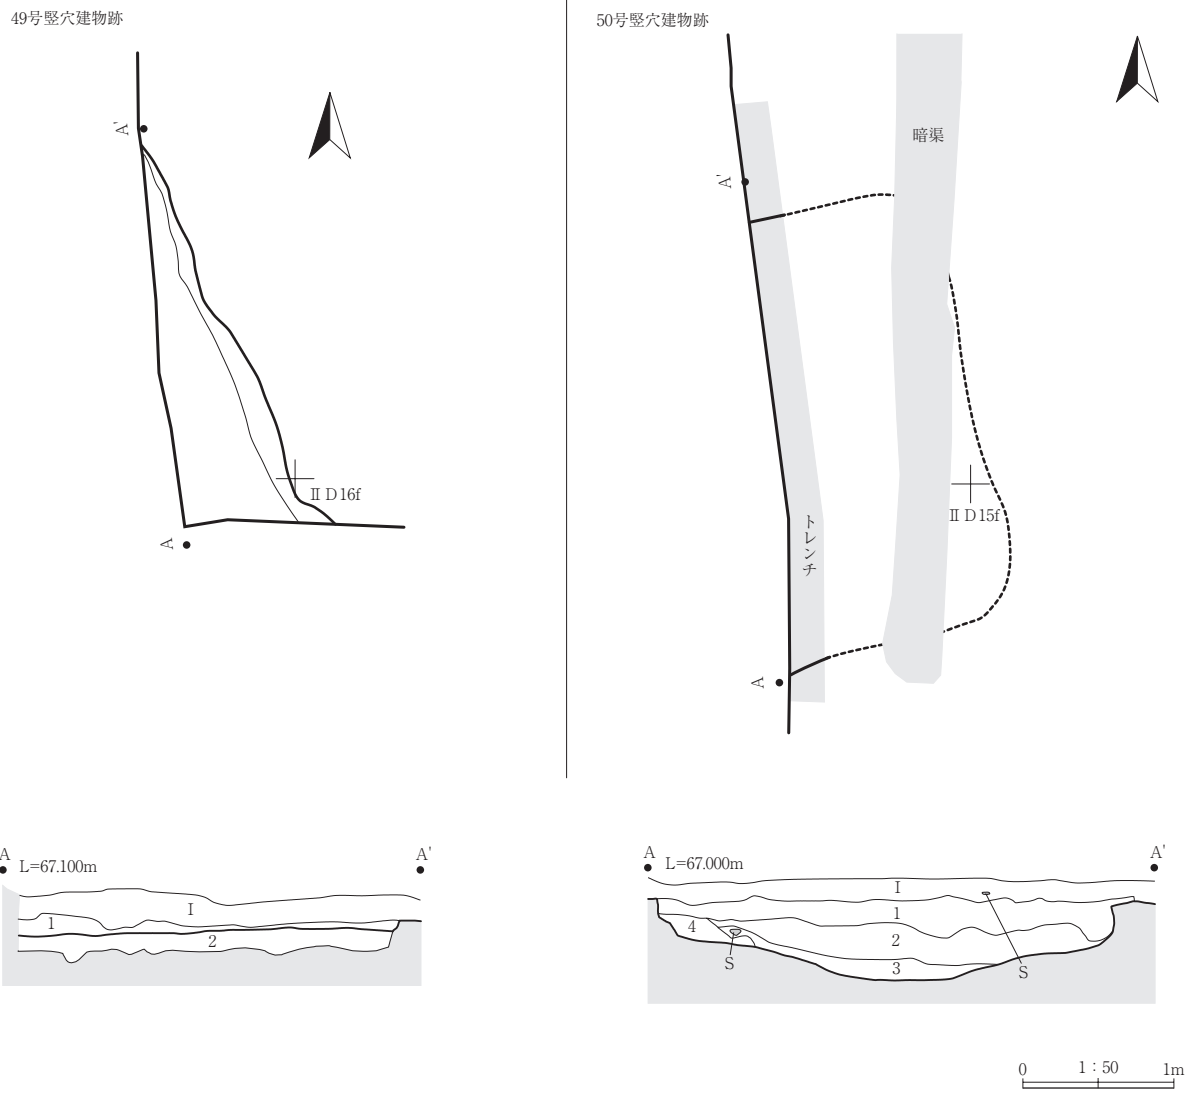 49号竪穴建物跡
A'
Ⅱ D16f
A
50号竪穴建物跡
暗渠
A'
Ⅱ D15f
トレンチ
A
A
A'
L=67.100m
I
1
2
A
A'
L=67.000m
I
1
4
2
S
3
S
0
1：50
1m